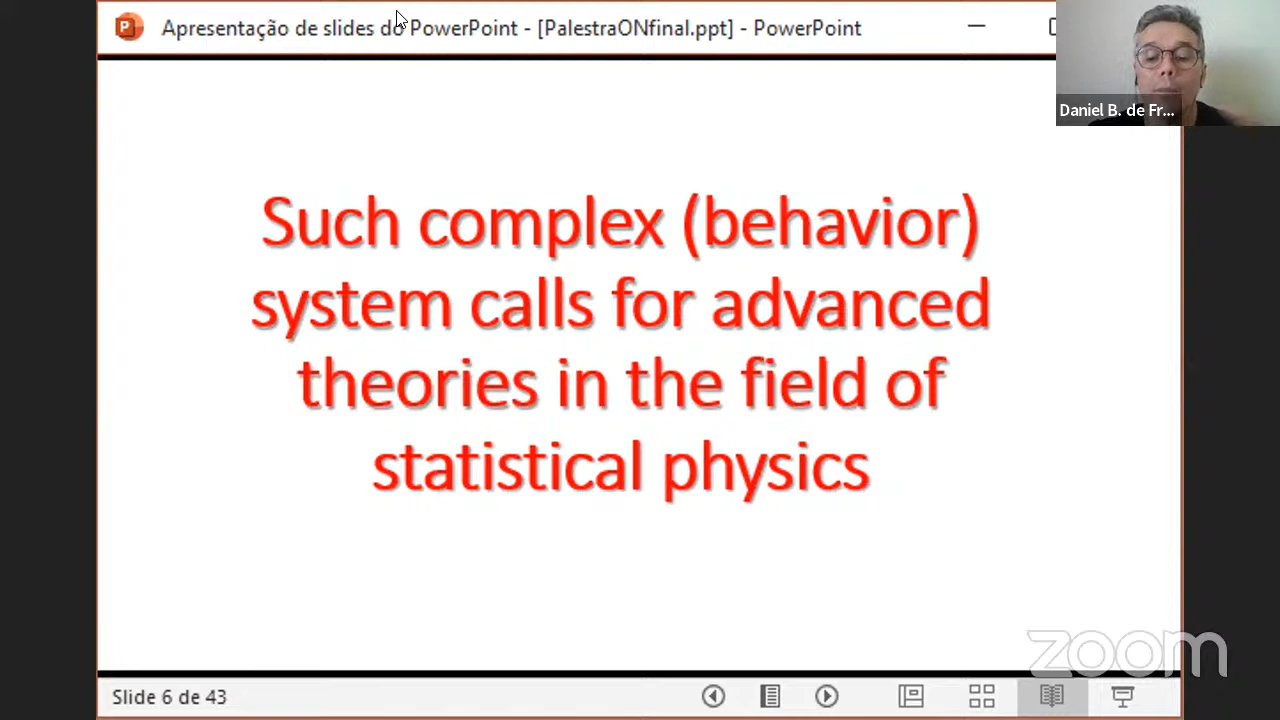 Apresentação de slides do PowerPoint - [PalestraONfinal.ppt] - PowerPoint
Daniel B. de Fr...
Such complex (behavior)
system calls for advanced
theories in the field of
statistical physics
zoom
Slide 6 de 43